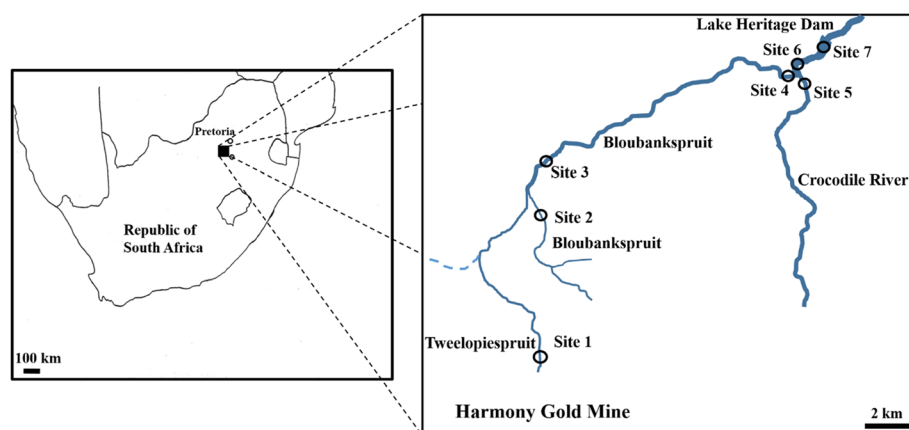 Pretoria
Republic of
South Africa
100 km
Lake Heritage Dam
Site 6
Site 7
Site 4
Site 5
Bloubankspruit
Site 3
Crocodile River
Site 2
Bloubankspruit
Tweelopiespruit
Site 1
Harmony Gold Mine
2 km